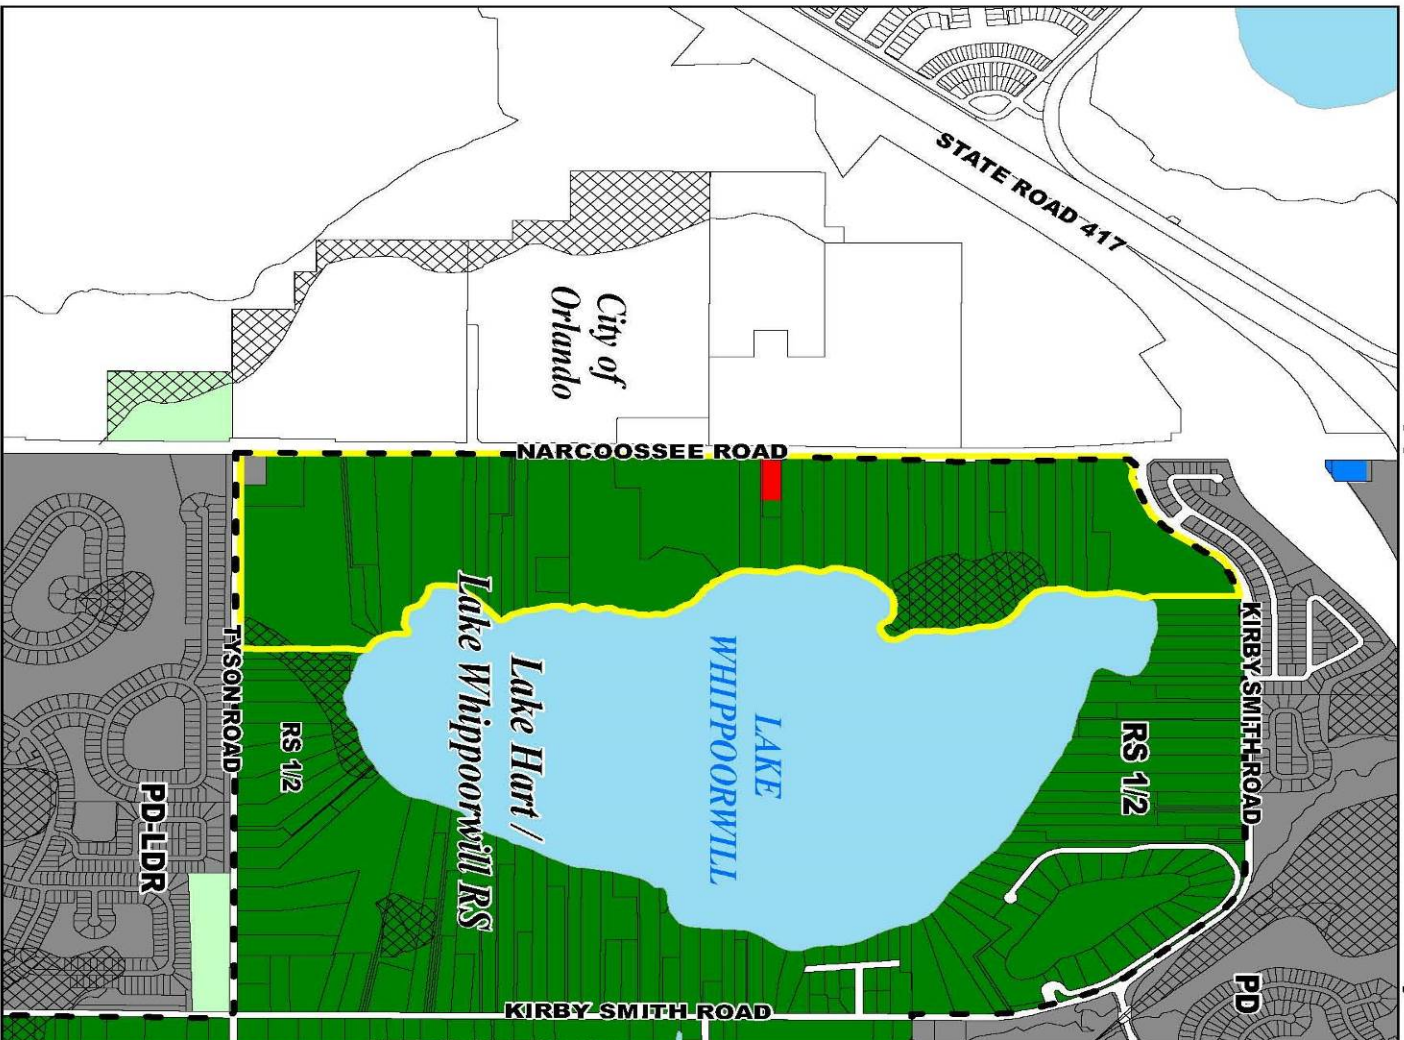 STATE ROAD 417
City of
Orlando
NARCOOSSEE ROAD
KIRBY SMITH ROAD
TYSON ROAD
RS 1/2
Lake Hart /
Lake Whippoorwill RS
LAKE
WHIPPOORWILL
RS 1/2
PD-LDR
PD
KIRBY SMITH ROAD